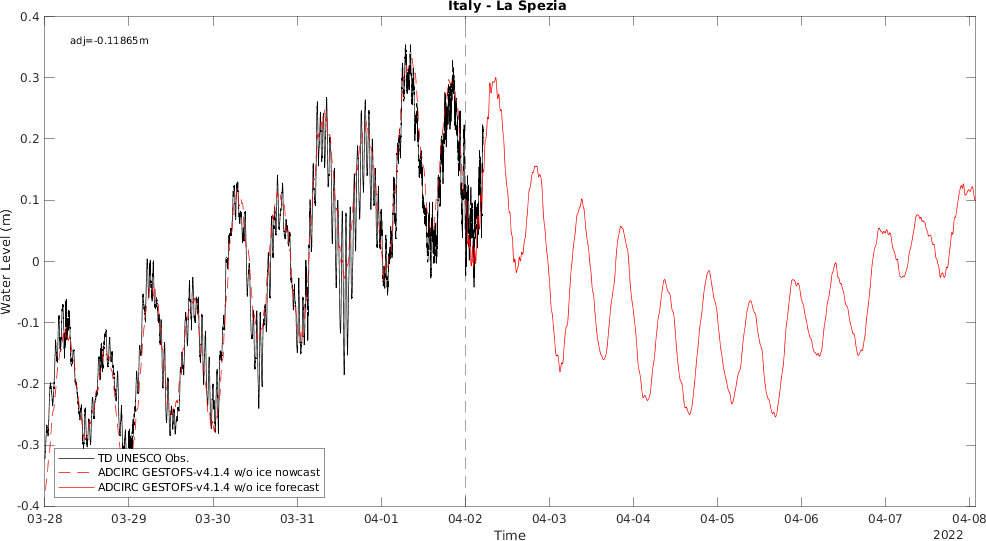 Italy - La Spezia
adj=-0.11865m
0.4
0.3
0.2
0.1
0
-0.1
-0.2
-0.3
-0.4
Water Level (m)
TD UNESCO Obs.
ADCIRC GESTOFS-v4.1.4 w/o ice nowcast
ADCIRC GESTOFS-v4.1.4 w/o ice forecast
03-28 03-29 03-30 03-31 04-01 04-02 04-03 04-04 04-05 04-06 04-07 04-08
Time
2022